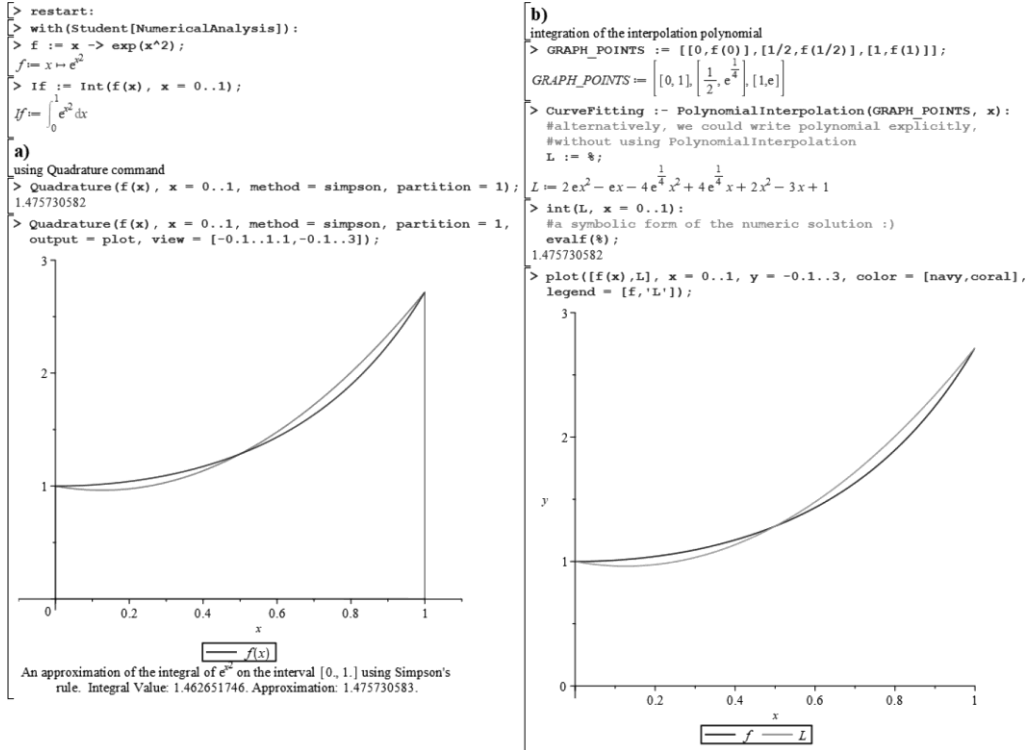 > restart:
> with(Student[NumericalAnalysis]):
> f := x -> exp(x^2);
f := x ↦ e^{x2}
> If := Int(f(x), x = 0..1);
If := ∫_0^1 e^{x2} dx
a)
using Quadrature command
> Quadrature(f(x), x = 0..1, method = simpson, partition = 1);
1.475730582
> Quadrature(f(x), x = 0..1, method = simpson, partition = 1,
output = plot, view = [-0.1..1.1,-0.1..3]);
3
2
1
0 0.2 0.4 0.6 0.8 1
x
f(x)
An approximation of the integral of e^{x2} on the interval [0., 1.] using Simpson's
rule. Integral Value: 1.462651746. Approximation: 1.475730583.
b)
integration of the interpolation polynomial
> GRAPH_POINTS := [[0,f(0)],[1/2,f(1/2)],[1,f(1)]];
GRAPH_POINTS := [[0, 1], [1/2, e^{1/4}], [1,e]]
> CurveFitting :- PolynomialInterpolation(GRAPH_POINTS, x):
#alternatively, we could write polynomial explicitly,
#without using PolynomialInterpolation
L := %;
L := 2 ex² − ex − 4 e^{1/4} x² + 4 e^{1/4} x + 2x² − 3x + 1
> int(L, x = 0..1):
#a symbolic form of the numeric solution :)
evalf(%);
1.475730582
> plot([f(x),L], x = 0..1, y = -0.1..3, color = [navy,coral],
legend = [f,'L']);
3
2
y
1
0
0.2 0.4 0.6 0.8 1
x
f L